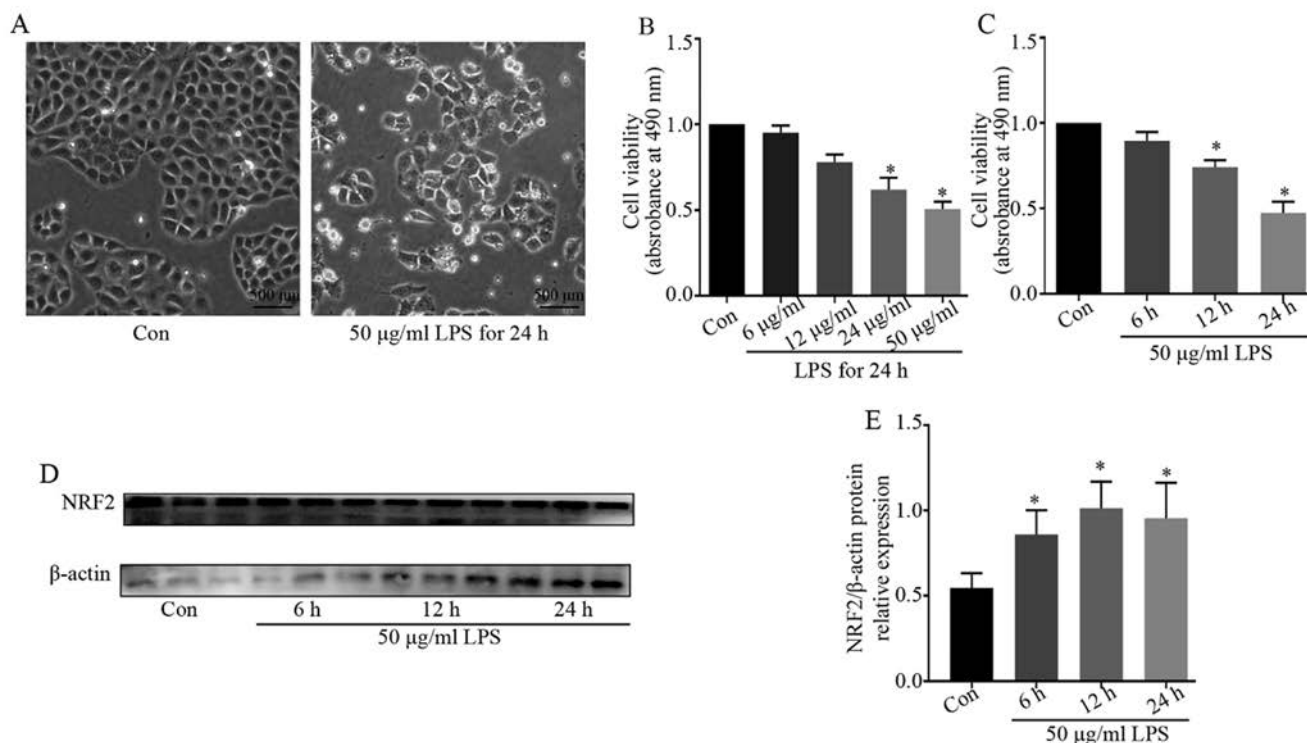 A
500 µm
500 µm
Con
50 µg/ml LPS for 24 h
B
Cell viability
(absrobance at 490 nm)
1.5
1.0
0.5
0.0
Con
6 µg/ml
12 µg/ml
24 µg/ml
50 µg/ml
*
*
LPS for 24 h
C
Cell viability
(absrobance at 490 nm)
1.5
1.0
0.5
0.0
Con
6 h
12 h
24 h
*
*
50 µg/ml LPS
D
NRF2
β-actin
Con
6 h
12 h
24 h
50 µg/ml LPS
E
NRF2/β-actin protein
relative expression
1.5
1.0
0.5
0.0
*
*
*
Con
6 h
12 h
24 h
50 µg/ml LPS